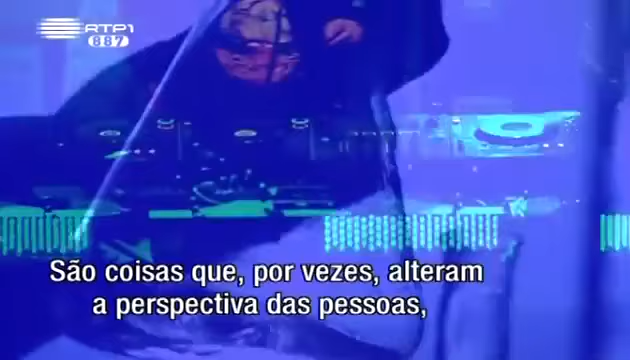 RTP1
887
São coisas que, por vezes, alteram
a perspectiva das pessoas,